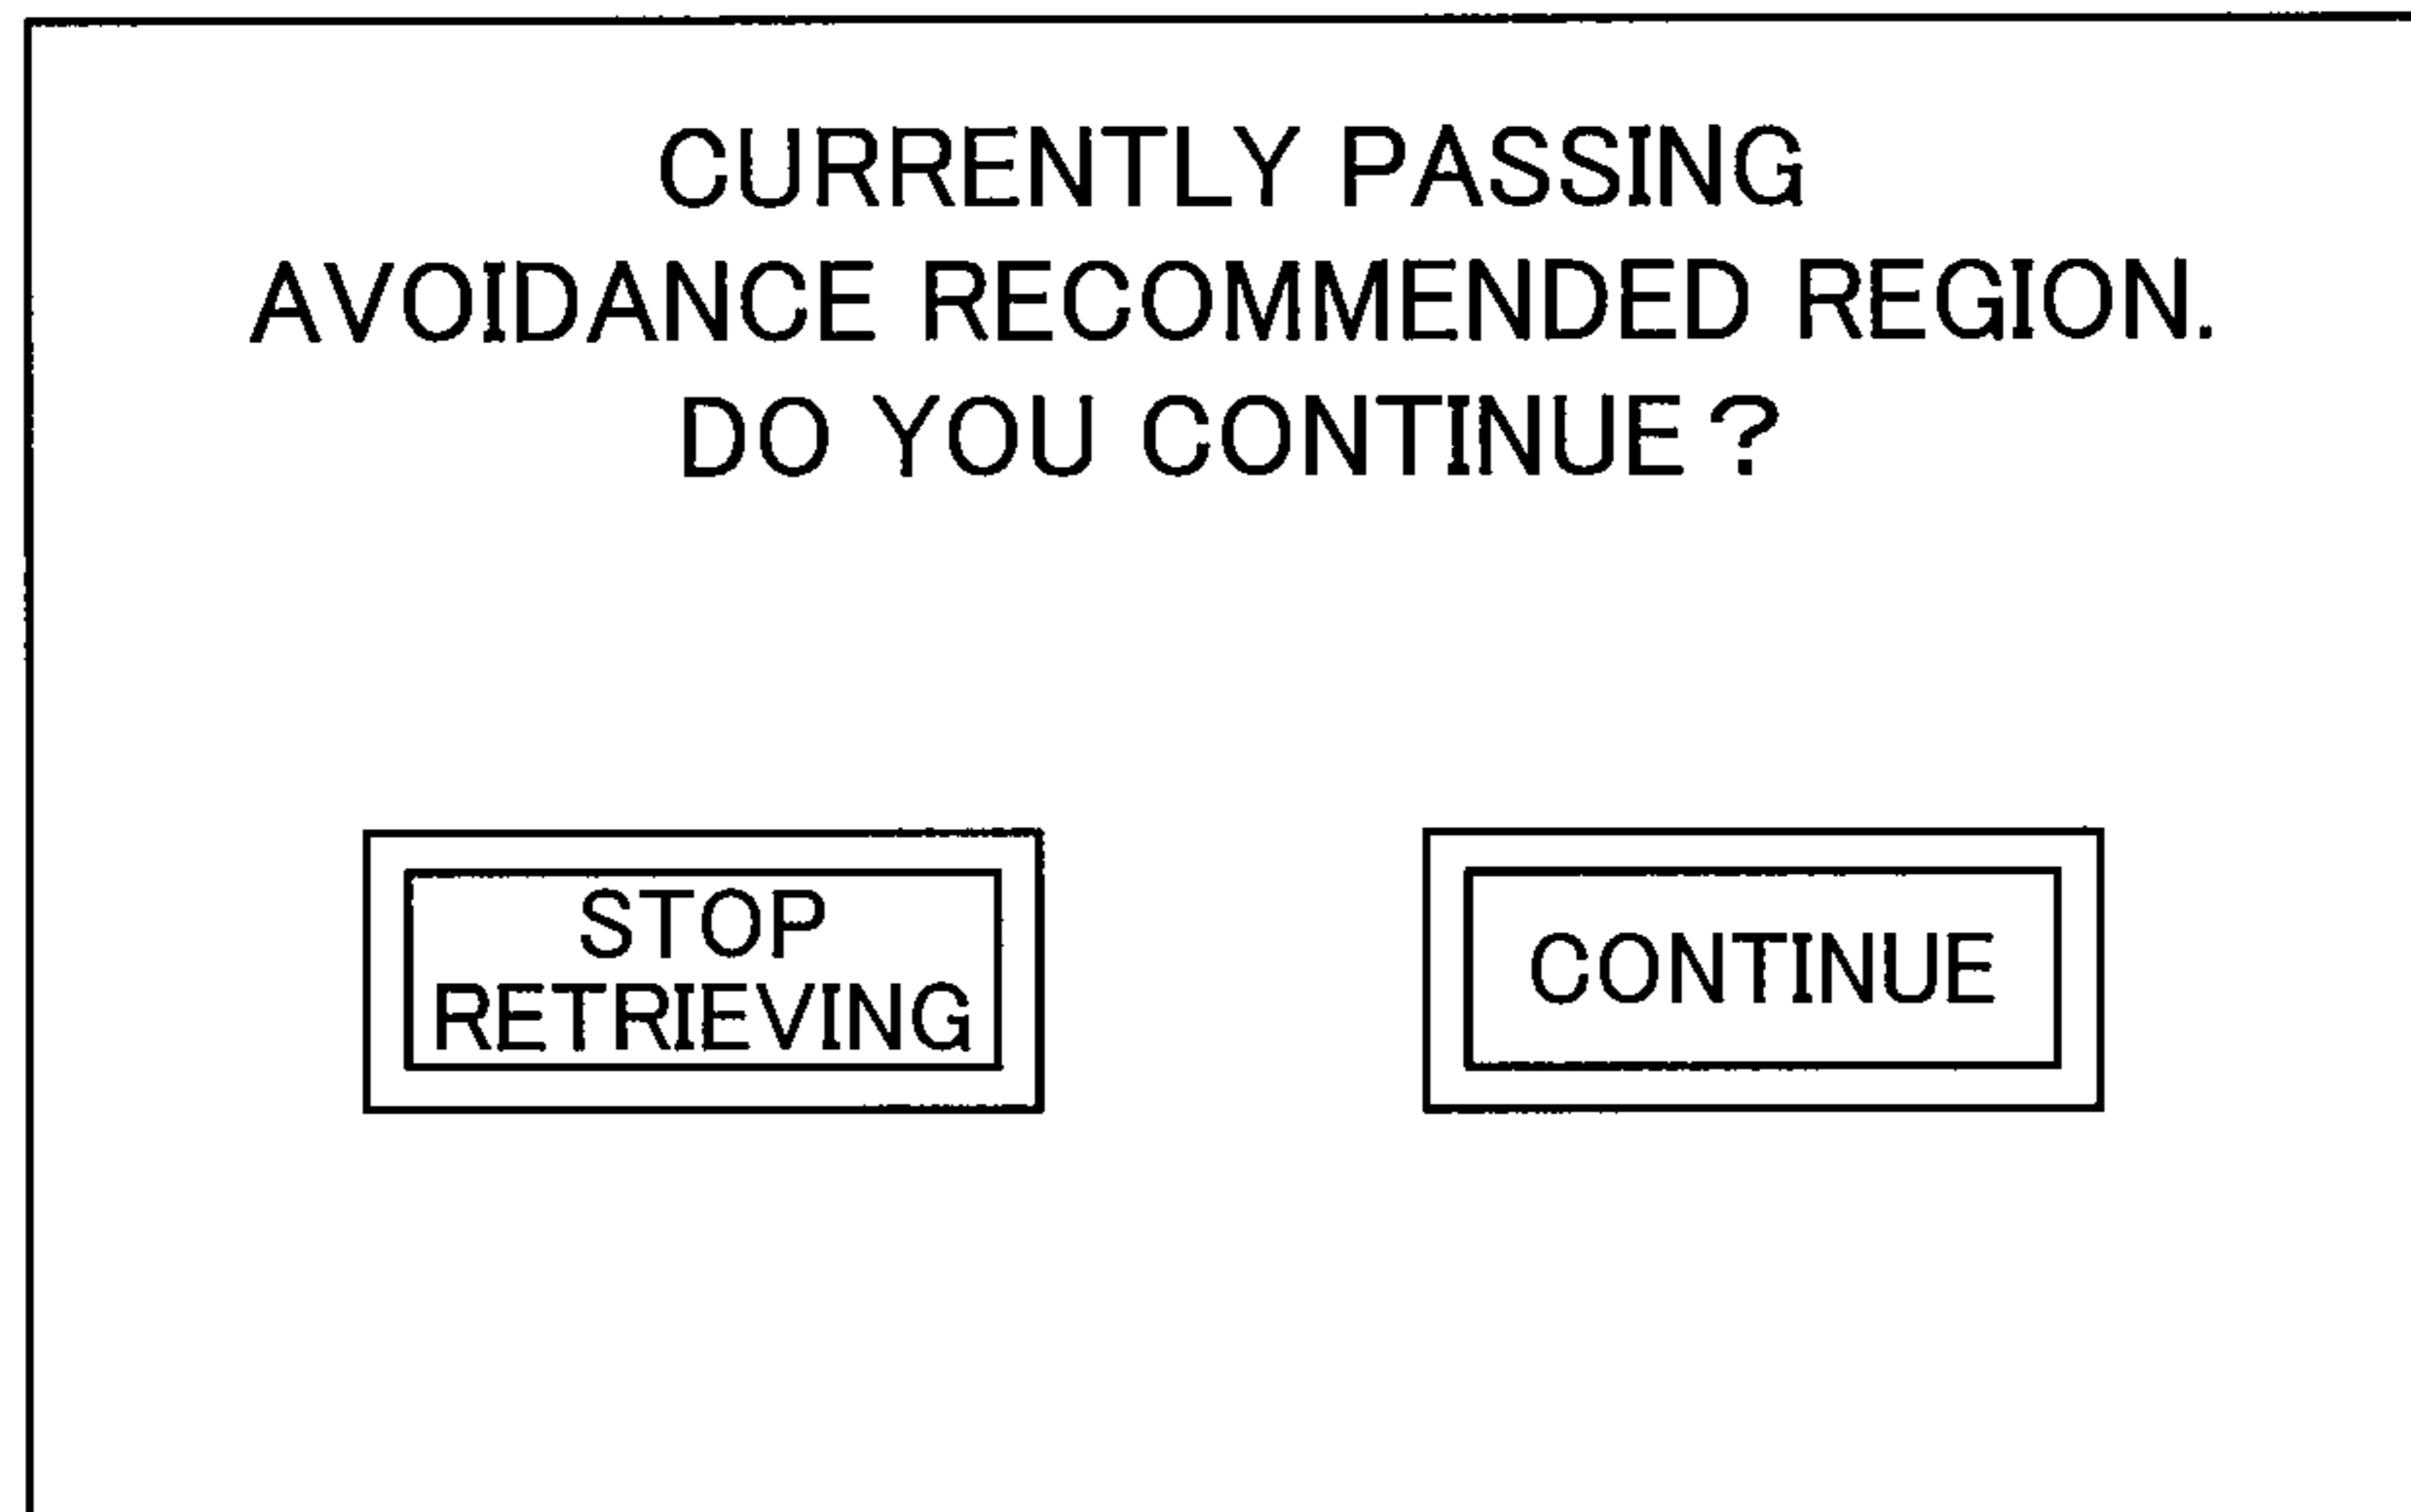 CURRENTLY PASSING
AVOIDANCE RECOMMENDED REGION.
DO YOU CONTINUE?
STOP
RETRIEVING
CONTINUE